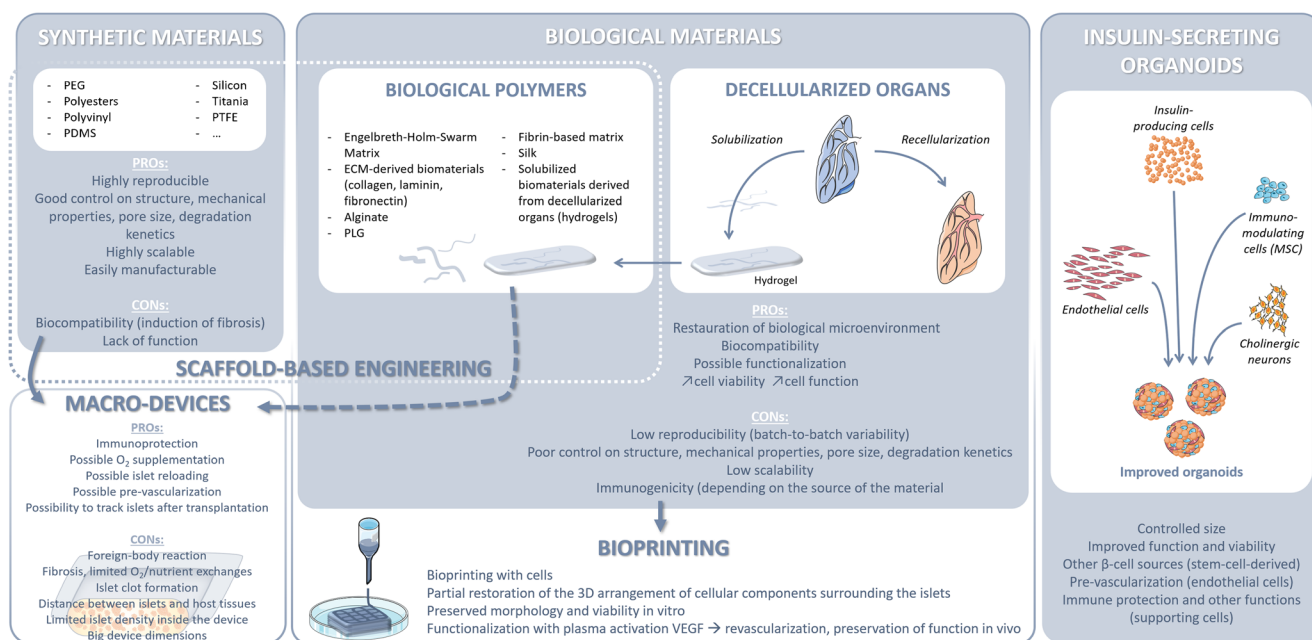 SYNTHETIC MATERIALS
- PEG
- Polyesters
- Polyvinyl
- PDMS
- Silicon
- Titania
- PTFE
- ...
PROs:
Highly reproducible
Good control on structure, mechanical
properties, pore size, degradation
kenetics
Highly scalable
Easily manufacturable
CONs:
Biocompatibility (induction of fibrosis)
Lack of function
SCAFFOLD-BASED ENGINEERING
MACRO-DEVICES
PROs:
Immunoprotection
Possible O₂ supplementation
Possible islet reloading
Possible pre-vascularization
Possibility to track islets after transplantation
CONs:
Foreign-body reaction
Fibrosis, limited O₂/nutrient exchanges
Islet clot formation
Distance between islets and host tissues
Limited islet density inside the device
Big device dimensions
BIOLOGICAL MATERIALS
BIOLOGICAL POLYMERS
- Engelbreth-Holm-Swarm
Matrix
- ECM-derived biomaterials
(collagen, laminin,
fibronectin)
- Alginate
- PLG
- Fibrin-based matrix
- Silk
- Solubilized
biomaterials derived
from decellularized
organs (hydrogels)
DECELLULARIZED ORGANS
Solubilization
Recellularization
Hydrogel
PROs:
Restauration of biological microenvironment
Biocompatibility
Possible functionalization
↗cell viability ↗cell function
CONs:
Low reproducibility (batch-to-batch variability)
Poor control on structure, mechanical properties, pore size, degradation kenetics
Low scalability
Immunogenicity (depending on the source of the material
BIOPRINTING
Bioprinting with cells
Partial restoration of the 3D arrangement of cellular components surrounding the islets
Preserved morphology and viability in vitro
Functionalization with plasma activation VEGF → revascularization, preservation of function in vivo
INSULIN-SECRETING
ORGANOIDS
Insulin-
producing cells
Immuno-
modulating
cells (MSC)
Endothelial cells
Cholinergic
neurons
Improved organoids
Controlled size
Improved function and viability
Other β-cell sources (stem-cell-derived)
Pre-vascularization (endothelial cells)
Immune protection and other functions
(supporting cells)